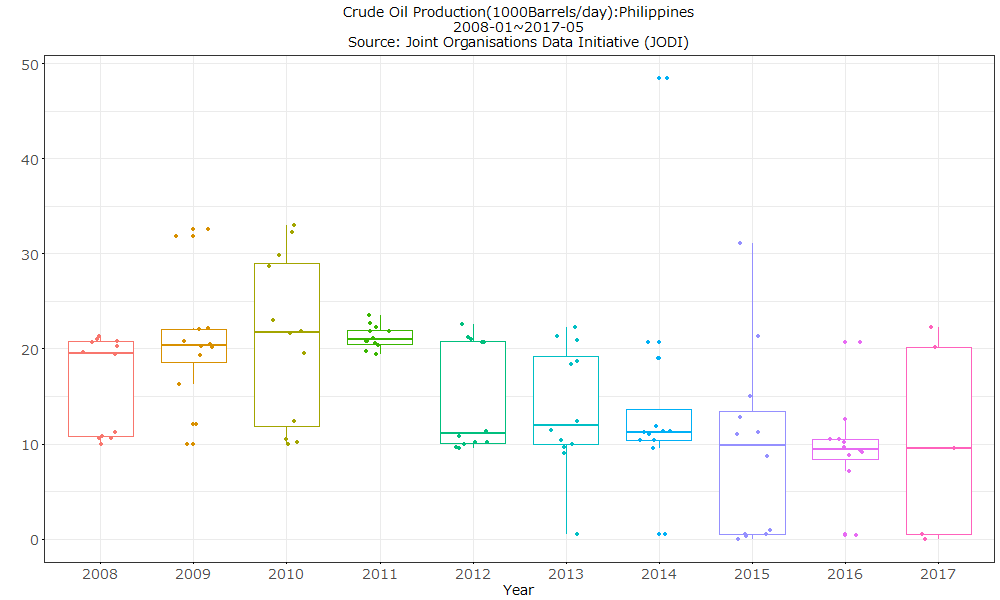 Crude Oil Production(1000Barrels/day):Philippines
2008-01~2017-05
Source: Joint Organisations Data Initiative (JODI)
50
40
30
20
10
0
2008 2009 2010 2011 2012 2013 2014 2015 2016 2017
Year